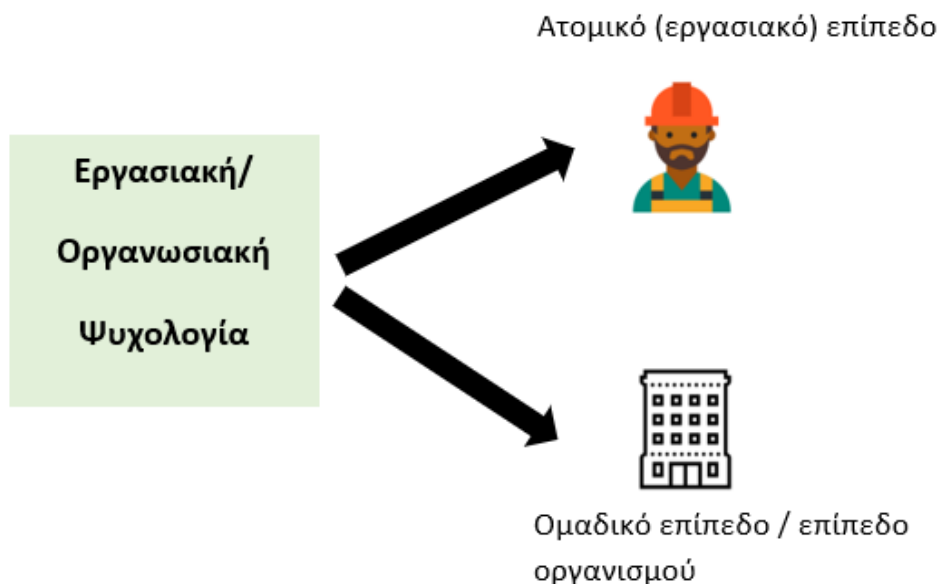 Ατομικό (εργασιακό) επίπεδο
Εργασιακή/
Οργανωσιακή
Ψυχολογία
Ομαδικό επίπεδο / επίπεδο
οργανισμού